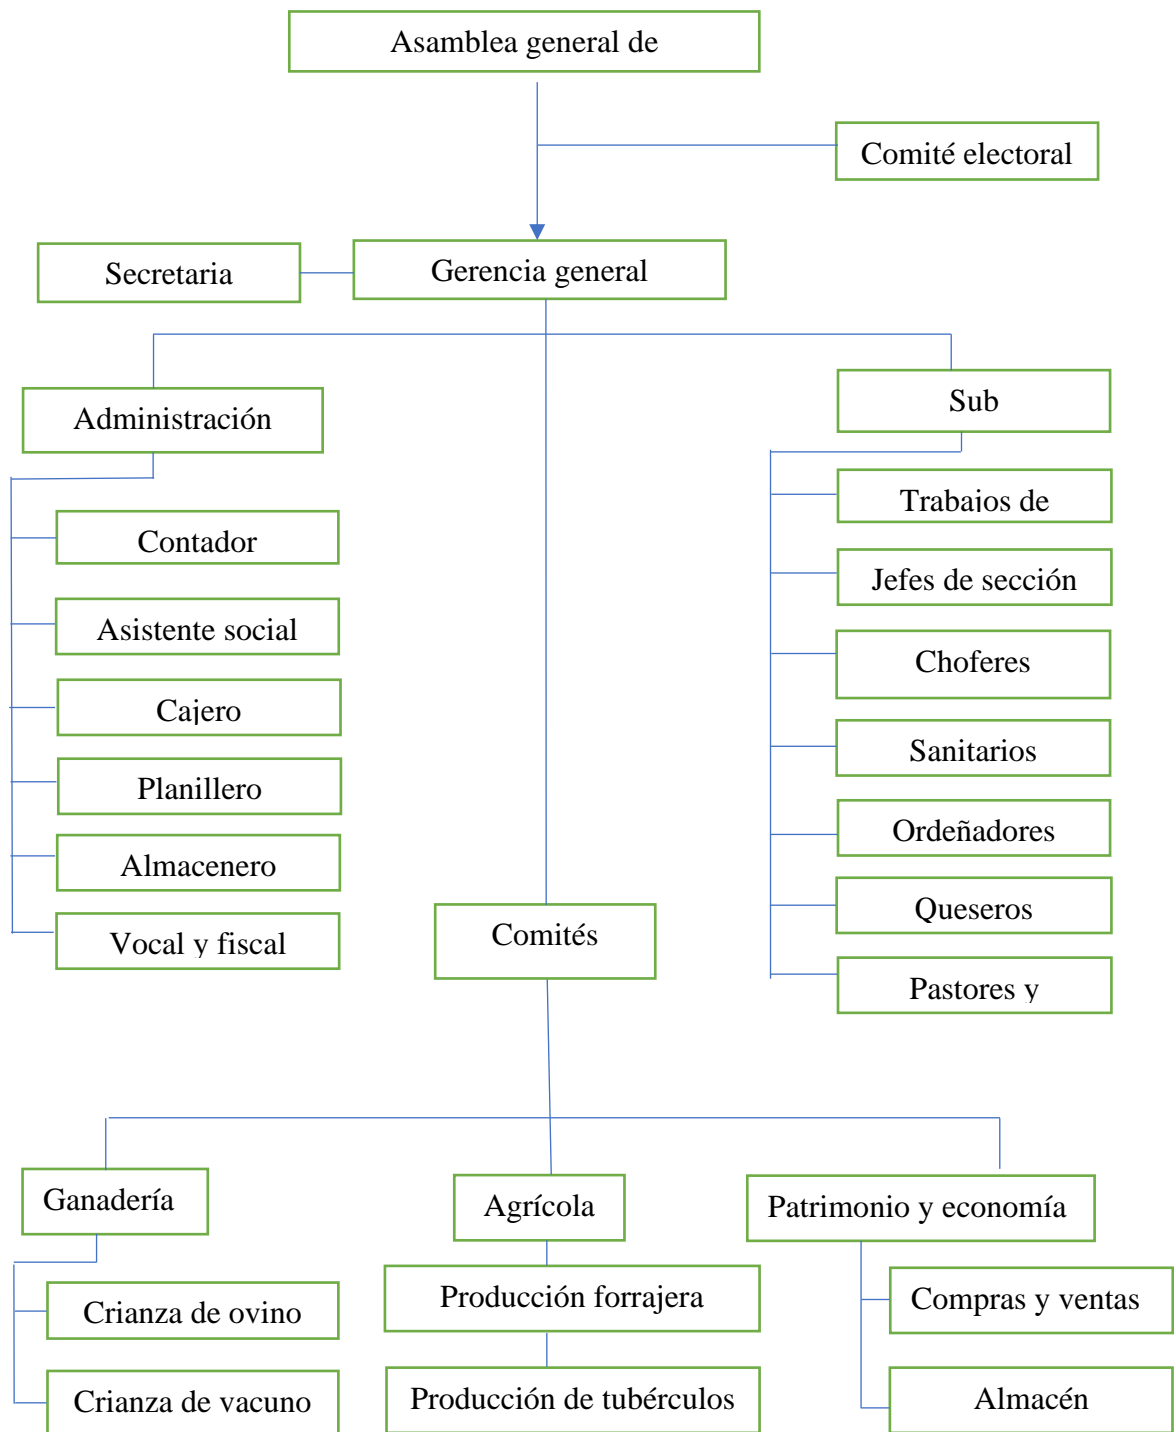 Asamblea general de
Comité electoral
Secretaria
Gerencia general
Administración
Sub
Contador
Asistente social
Cajero
Planillero
Almacenero
Vocal y fiscal
Trabajos de
Jefes de sección
Choferes
Sanitarios
Ordeñadores
Queseros
Pastores y
Comités
Ganadería
Agrícola
Patrimonio y economía
Crianza de ovino
Crianza de vacuno
Producción forrajera
Producción de tubérculos
Compras y ventas
Almacén